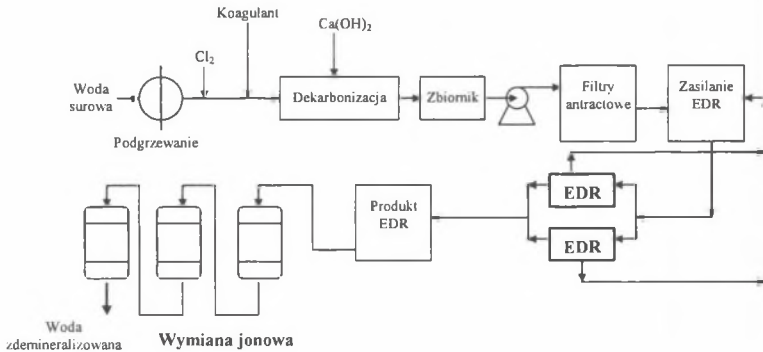 Koagulant
Ca(OH)₂
Cl₂
Woda
surowa
Podgrzewanie
Dekarbonizacja
Zbiornik
Filtry
antractowe
Zasilanie
EDR
EDR
EDR
Produkt
EDR
Woda
zdemineralizowana
Wymiana jonowa